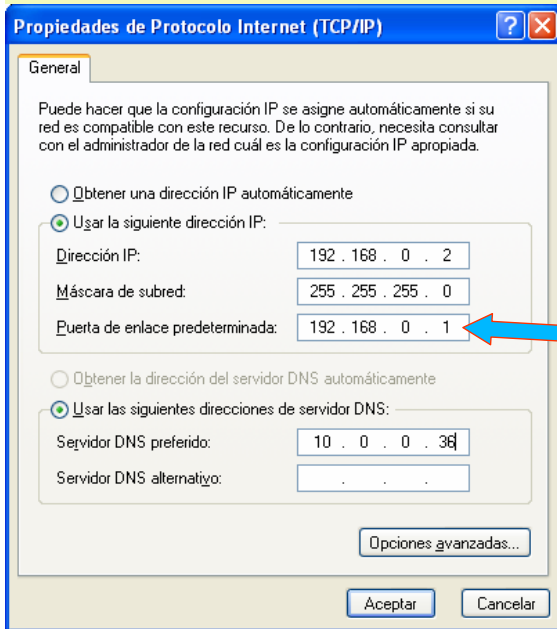 Propiedades de Protocolo Internet (TCP/IP)
General
Puede hacer que la configuración IP se asigne automáticamente si su
red es compatible con este recurso. De lo contrario, necesita consultar
con el administrador de la red cuál es la configuración IP apropiada.
Obtener una dirección IP automáticamente
Usar la siguiente dirección IP:
Dirección IP: 192 . 168 . 0 . 2
Máscara de subred: 255 . 255 . 255 . 0
Puerta de enlace predeterminada: 192 . 168 . 0 . 1
Obtener la dirección del servidor DNS automáticamente
Usar las siguientes direcciones de servidor DNS:
Servidor DNS preferido: 10 . 0 . 0 . 36
Servidor DNS alternativo: . . .
Opciones avanzadas...
Aceptar Cancelar